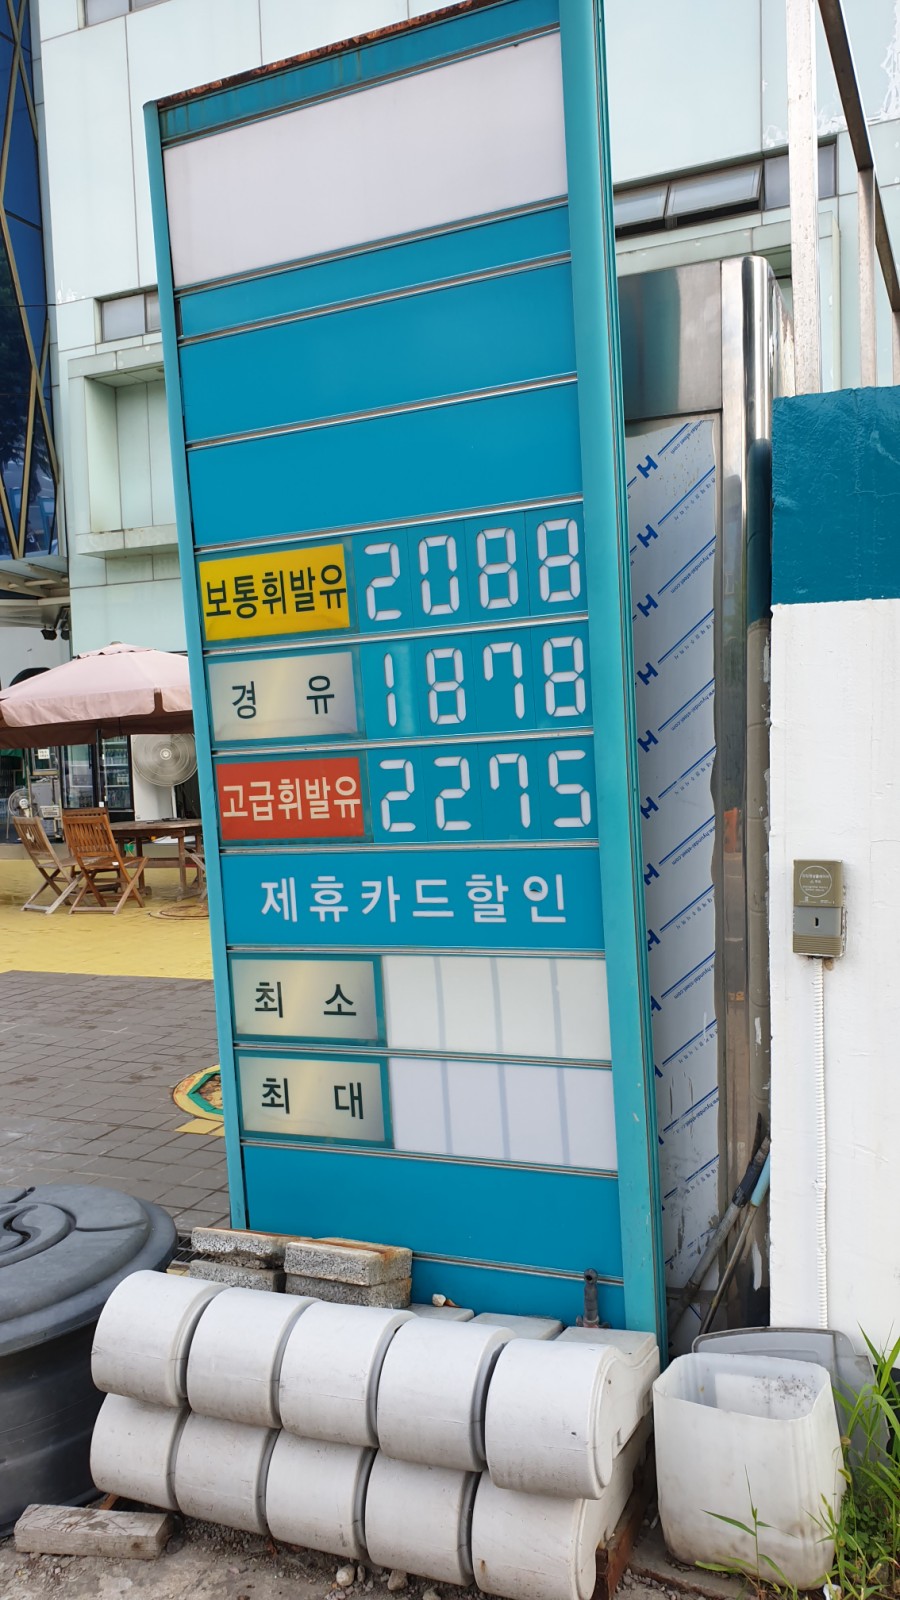 보통휘발유 2088
경유 1878
고급휘발유 2275
제휴카드할인
최소
최대